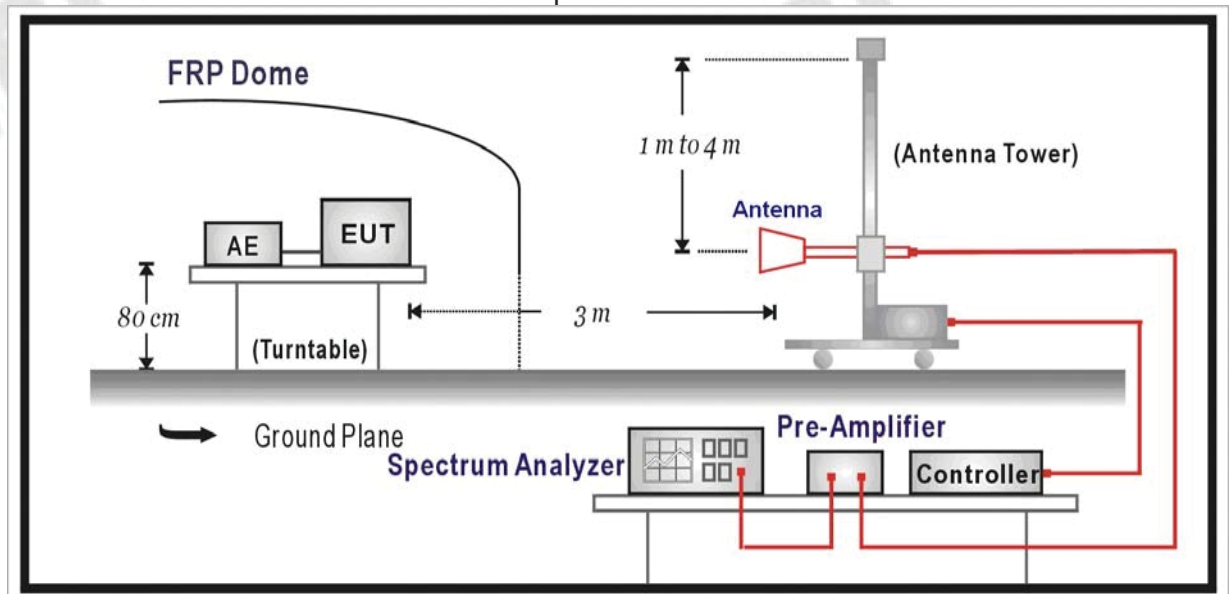 FRP Dome
1 m to 4 m
(Antenna Tower)
Antenna
AE
EUT
80 cm
3 m
(Turntable)
Ground Plane
Pre-Amplifier
Spectrum Analyzer
Controller